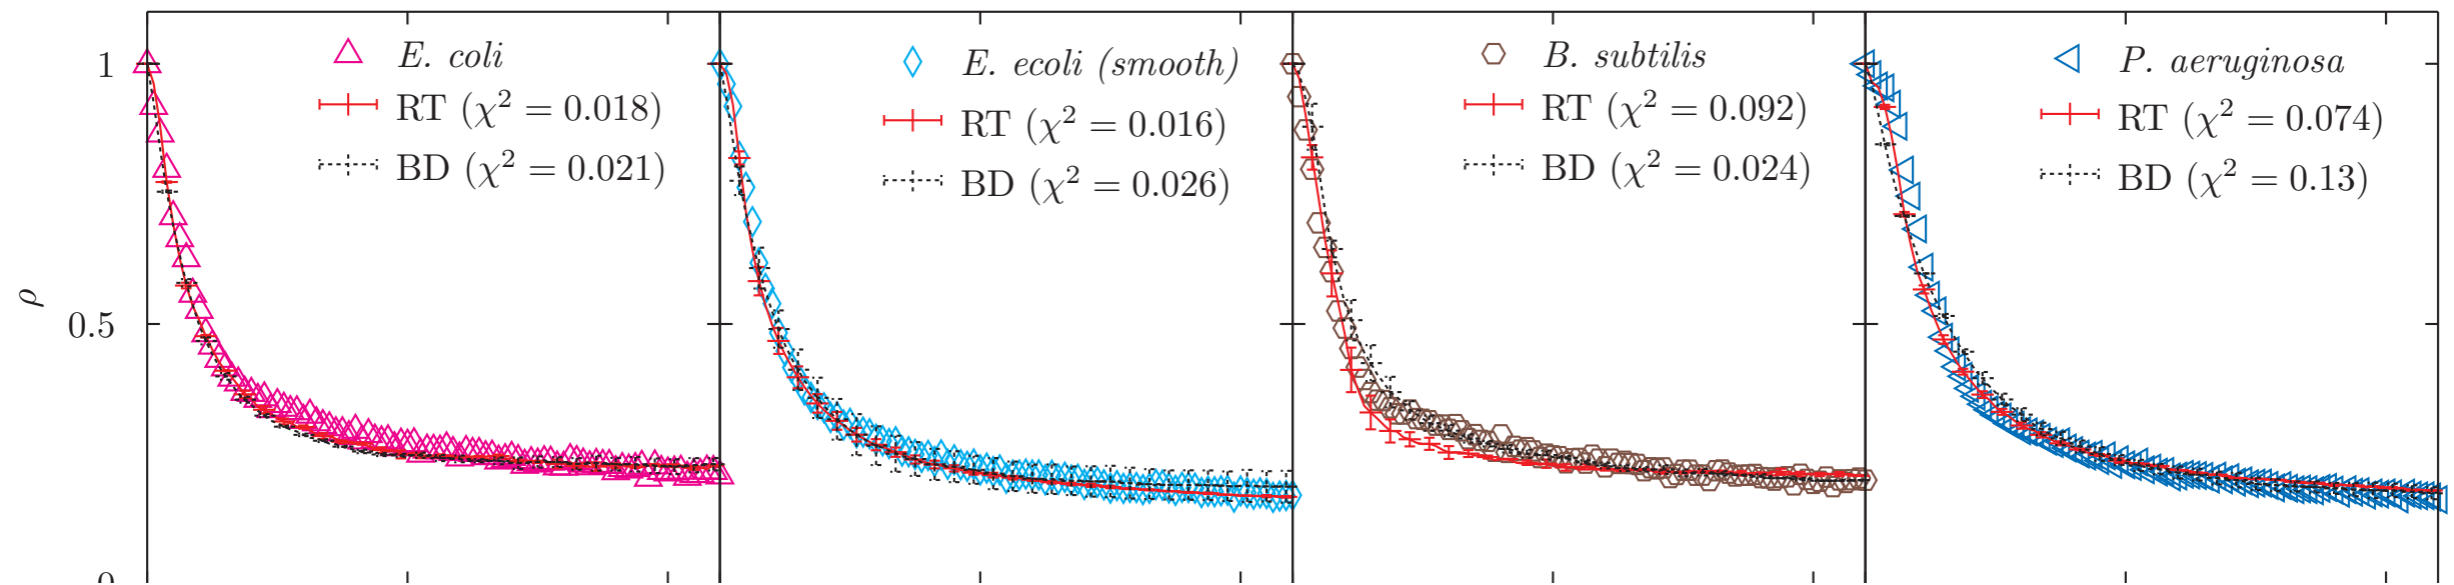 E. coli
RT (χ² = 0.018)
BD (χ² = 0.021)
E. ecoli (smooth)
RT (χ² = 0.016)
BD (χ² = 0.026)
B. subtilis
RT (χ² = 0.092)
BD (χ² = 0.024)
P. aeruginosa
RT (χ² = 0.074)
BD (χ² = 0.13)
1
ρ
0.5
0